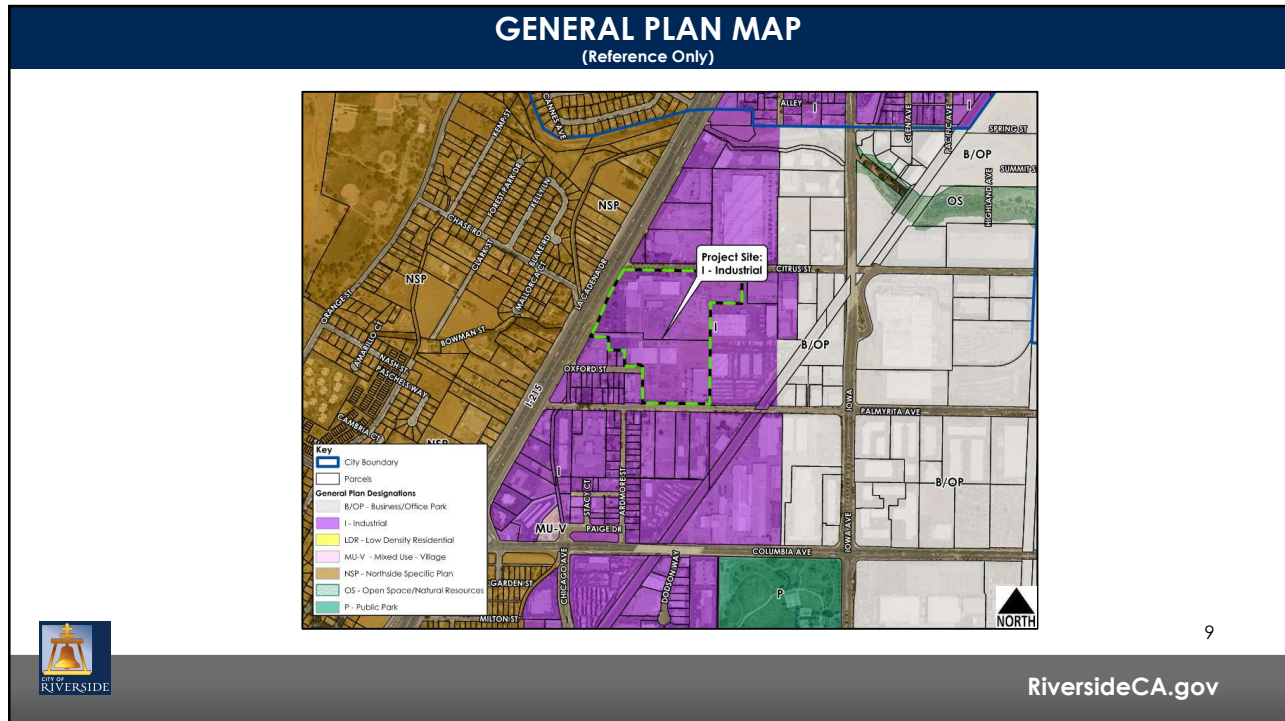 GENERAL PLAN MAP
(Reference Only)
CANNES AVE
KEMP ST
ALLEY
I
GLEN AVE
PACIFIC AVE
I
SPRING ST
B/OP
SUMMIT S
HIGHLAND AVE
OS
FOREST PARK DR
KELLY LN
NSP
CHASE RD
CLARK ST
BLAKE RD
MALLORCA CT
LA CADENA DR
Project Site:
I - Industrial
CITRUS ST
NSP
ORANGE ST
I
BOWMAN ST
AMARILLO CT
NASH ST
PASCHELS WAY
B/OP
OXFORD ST
I-215
IOWA
PALMYRITA AVE
CAMBRIA CT
NSP
I
B/OP
STACY CT
ARDMORE ST
MU-V
PAIGE DR
COLUMBIA AVE
IOWA AVE
GARDEN ST
CHICAGO AVE
DODSON WAY
P
MILTON ST
Key
City Boundary
Parcels
General Plan Designations
B/OP - Business/Office Park
I - Industrial
LDR - Low Density Residential
MU-V - Mixed Use - Village
NSP - Northside Specific Plan
OS - Open Space/Natural Resources
P - Public Park
NORTH
9
CITY OF
RIVERSIDE
RiversideCA.gov